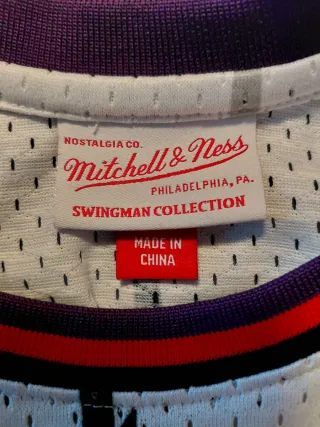 NOSTALGIA CO.
Mitchell & Ness
PHILADELPHIA, PA.
SWINGMAN COLLECTION
MADE IN
CHINA